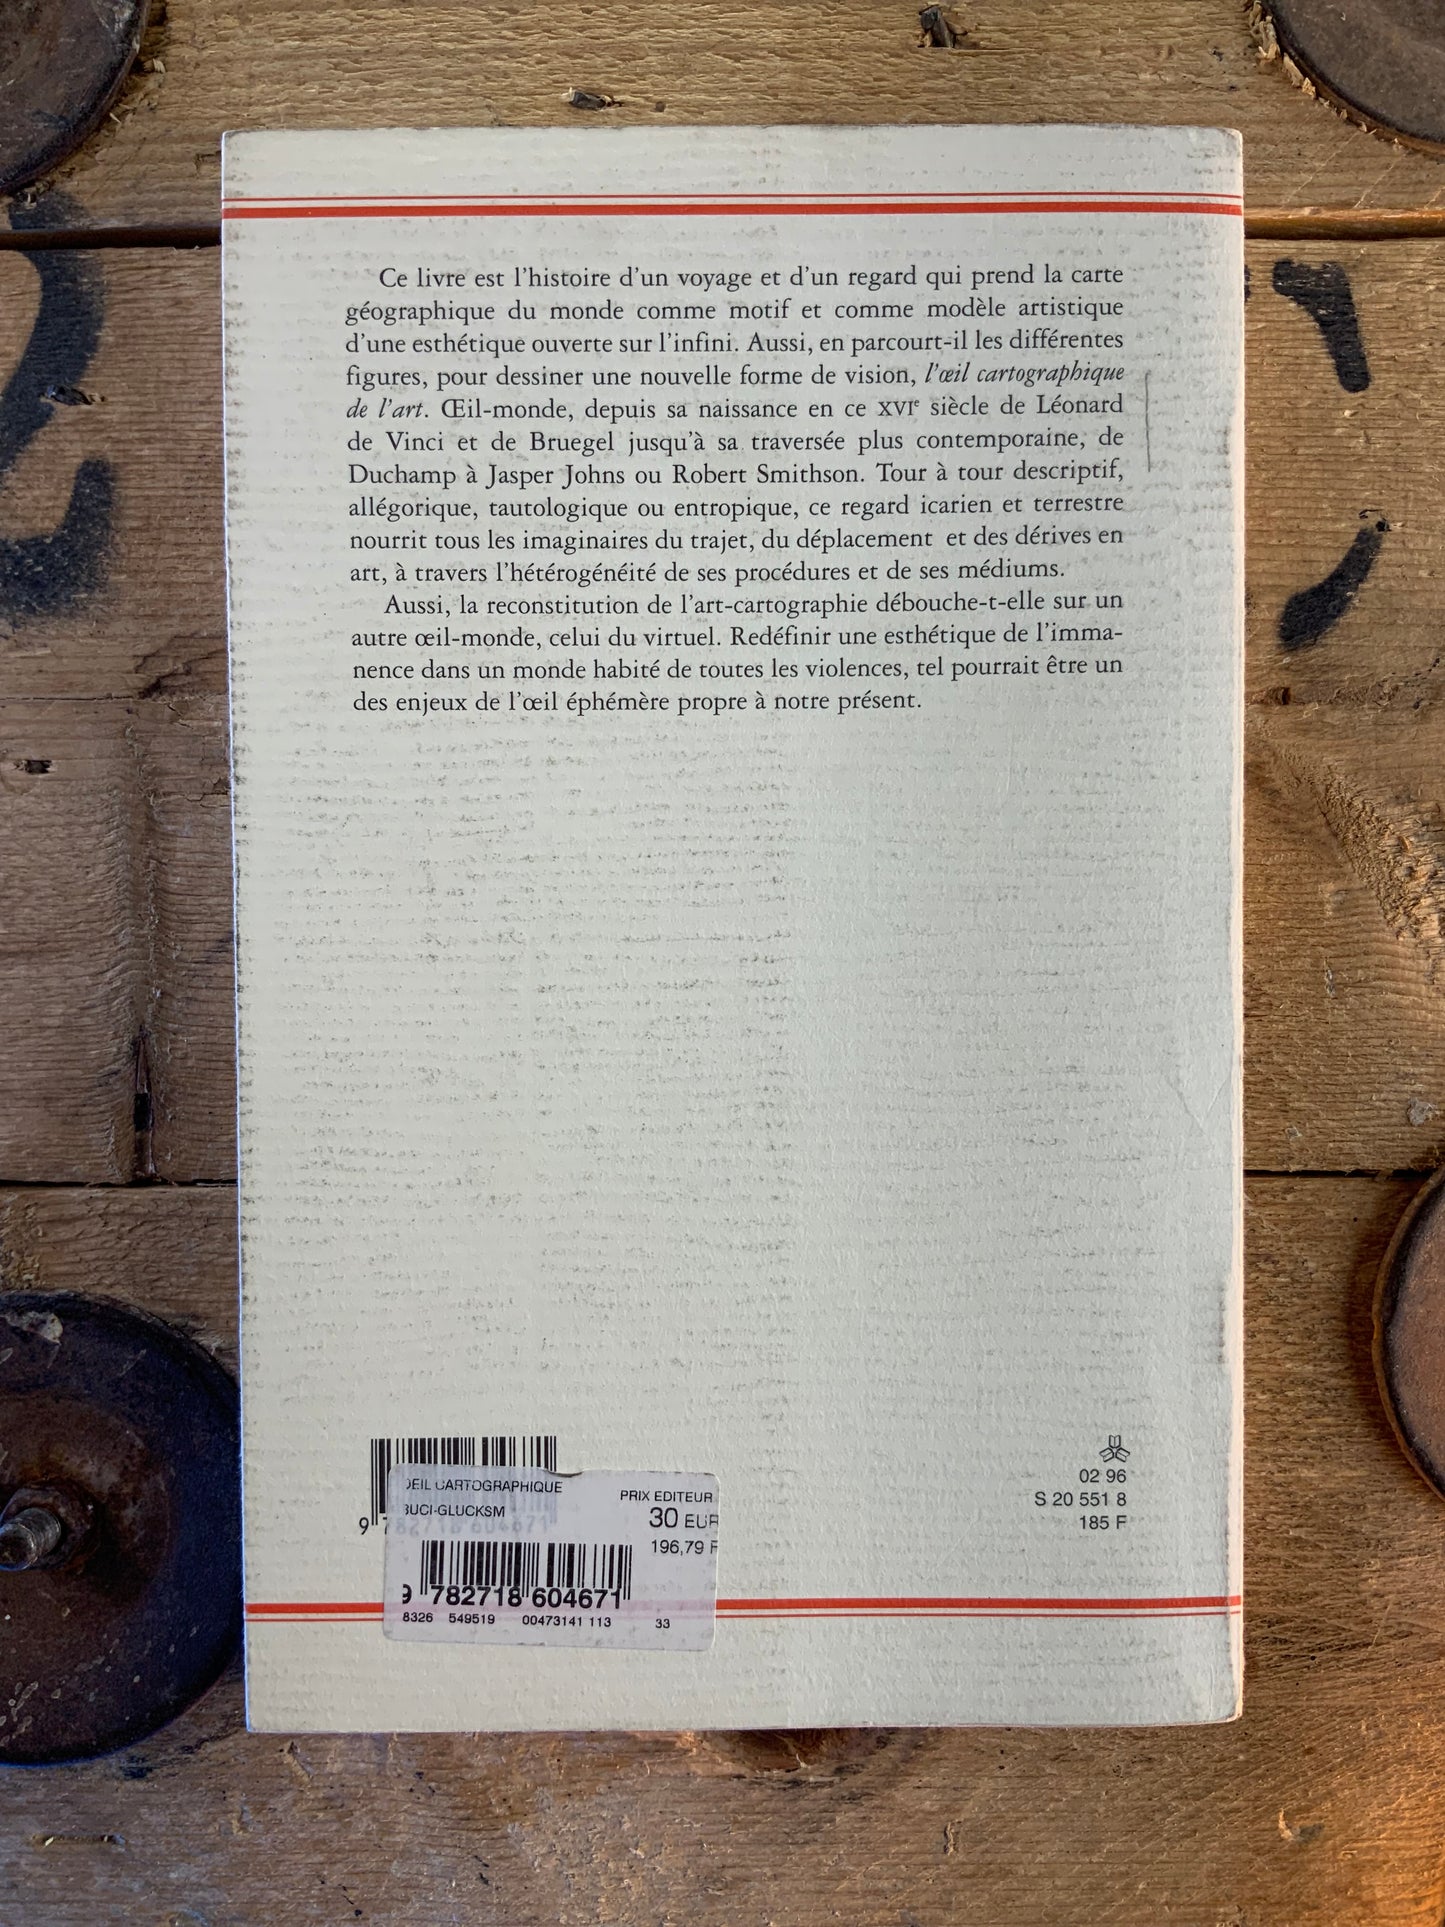 Ce livre est l'histoire d'un voyage et d'un regard qui prend la carte
géographique du monde comme motif et comme modèle artistique
d'une esthétique ouverte sur l'infini. Aussi, en parcourt-il les différentes
figures, pour dessiner une nouvelle forme de vision, l'œil cartographique
de l'art. Œil-monde, depuis sa naissance en ce XVIe siècle de Léonard
de Vinci et de Bruegel jusqu'à sa traversée plus contemporaine, de
Duchamp à Jasper Johns ou Robert Smithson. Tour à tour descriptif,
allégorique, tautologique ou entropique, ce regard icarien et terrestre
nourrit tous les imaginaires du trajet, du déplacement et des dérives en
art, à travers l'hétérogénéité de ses procédures et de ses médiums.
Aussi, la reconstitution de l'art-cartographie débouche-t-elle sur un
autre œil-monde, celui du virtuel. Redéfinir une esthétique de l'imma-
nence dans un monde habité de toutes les violences, tel pourrait être un
des enjeux de l'œil éphémère propre à notre présent.
OEIL CARTOGRAPHIQUE
BUCI-GLUCKSM
PRIX EDITEUR
30 EUR
196,79 F
9 782718 604671
9 782718 604671
8326 549519 00473141 113 33
02 96
S 20 551 8
185 F